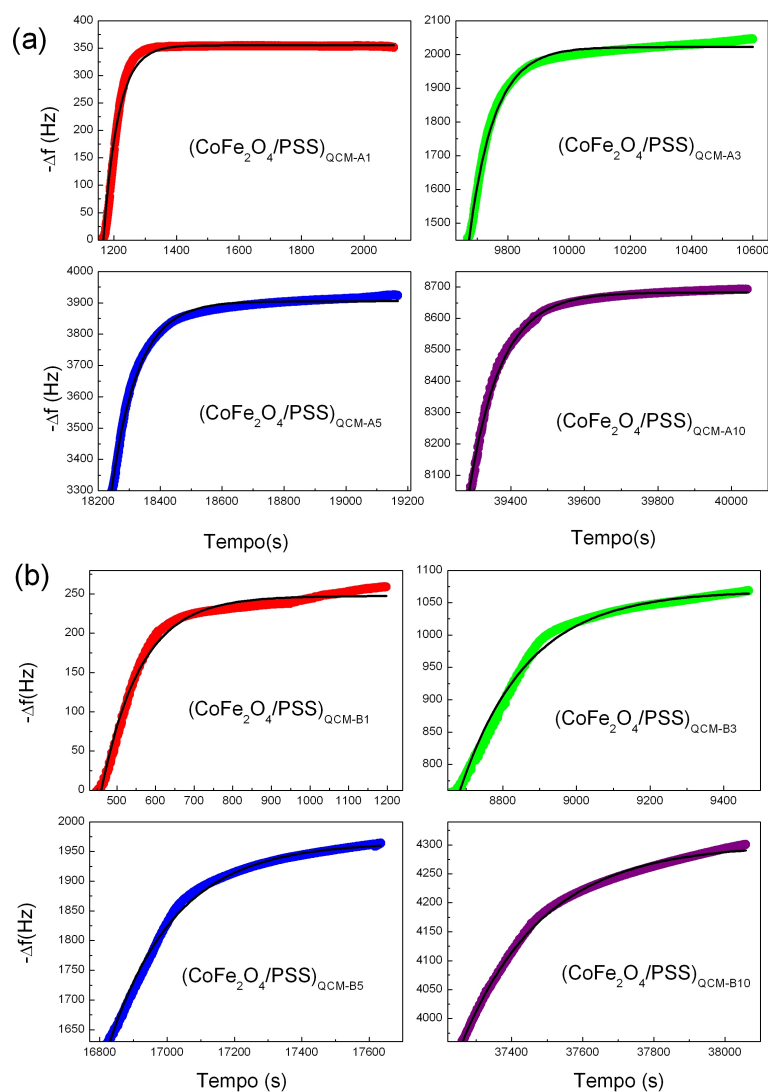 (a)
-Δf (Hz)
400
350
300
250
200
150
100
50
0
1200 1400 1600 1800 2000
(CoFe₂O₄/PSS)QCM-A1
2100
2000
1900
1800
1700
1600
1500
9800 10000 10200 10400 10600
(CoFe₂O₄/PSS)QCM-A3
-Δf (Hz)
4000
3900
3800
3700
3600
3500
3400
3300
18200 18400 18600 18800 19000 19200
(CoFe₂O₄/PSS)QCM-A5
Tempo(s)
8700
8600
8500
8400
8300
8200
8100
39400 39600 39800 40000
(CoFe₂O₄/PSS)QCM-A10
Tempo(s)
(b)
-Δf(Hz)
250
200
150
100
50
0
500 600 700 800 900 1000 1100 1200
(CoFe₂O₄/PSS)QCM-B1
1100
1050
1000
950
900
850
800
8800 9000 9200 9400
(CoFe₂O₄/PSS)QCM-B3
-Δf(Hz)
2000
1950
1900
1850
1800
1750
1700
1650
16800 17000 17200 17400 17600
(CoFe₂O₄/PSS)QCM-B5
Tempo (s)
4300
4250
4200
4150
4100
4050
4000
37400 37600 37800 38000
(CoFe₂O₄/PSS)QCM-B10
Tempo (s)